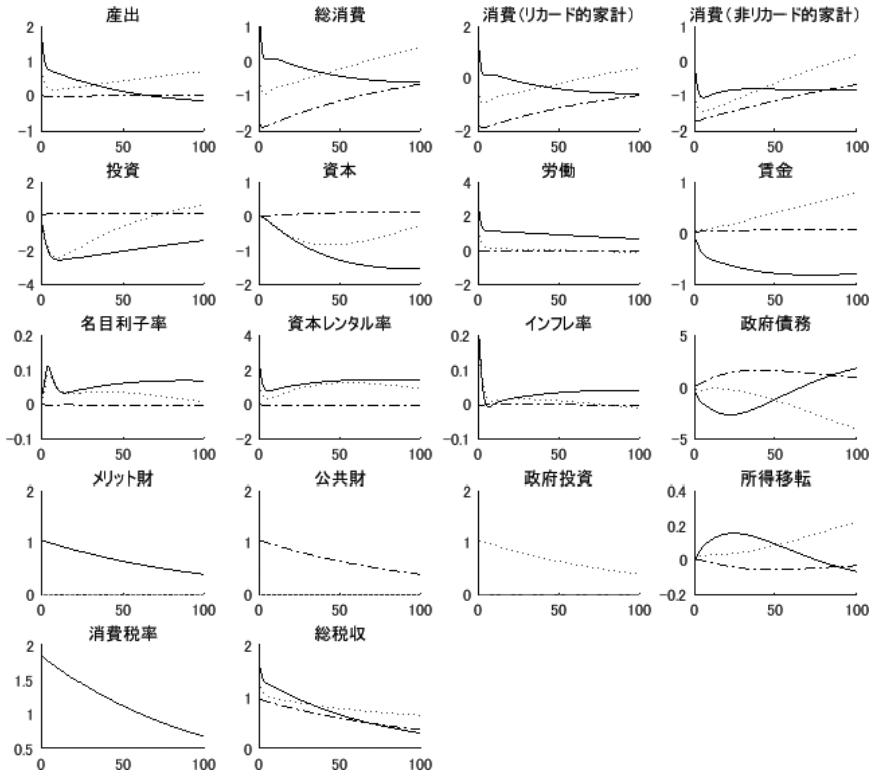 産出 総消費 消費(リカード的家計) 消費(非リカード的家計)
2 1 2 1
1 0 0 0
0 -1 -1
-1 -2 -2 -2
0 50 100 0 50 100 0 50 100 0 50 100
投資 資本 労働 賃金
2 1 4 1
0 0 2 0
-2 -1 0
-4 -2 -2 -1
0 50 100 0 50 100 0 50 100 0 50 100
名目利子率 資本レンタル率 インフレ率 政府債務
0.2 4 0.2 5
0.1 2 0.1 0
0 0 0
-0.1 -2 -0.1 -5
0 50 100 0 50 100 0 50 100 0 50 100
メリット財 公共財 政府投資 所得移転
2 2 2 0.4
1 1 1 0.2
0
0 0 0 -0.2
0 50 100 0 50 100 0 50 100 0 50 100
消費税率 総税収
2 2
1.5 1
1
0.5 0
0 50 100 0 50 100